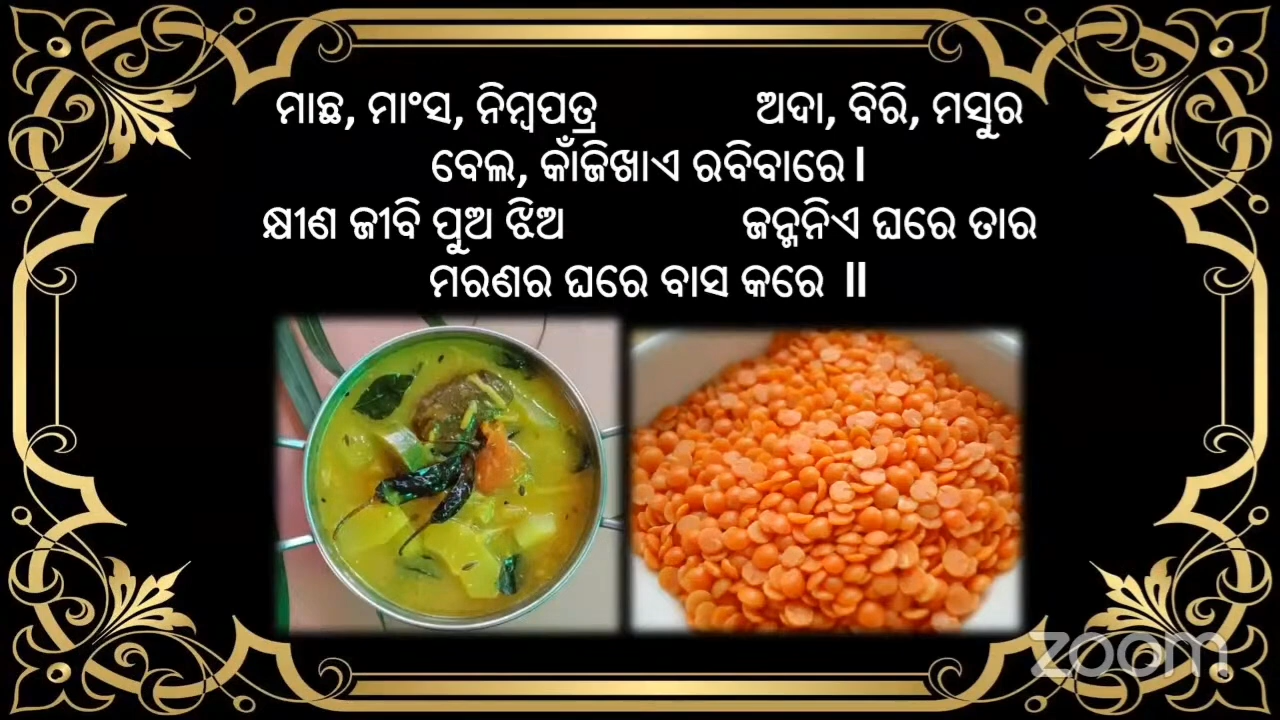 ମାଛ, ମାଂସ, ନିମ୍ବପତ୍ର ଅଦା, ବିରି, ମସୁର
ବେଲ, କାଁଜିଖାଏ ରବିବାରେ ।
କ୍ଷୀଣ ଜୀବି ପୁଅ ଝିଅ ଜନ୍ମନିଏ ଘରେ ତାର
ମରଣର ଘରେ ବାସ କରେ ॥
zoom